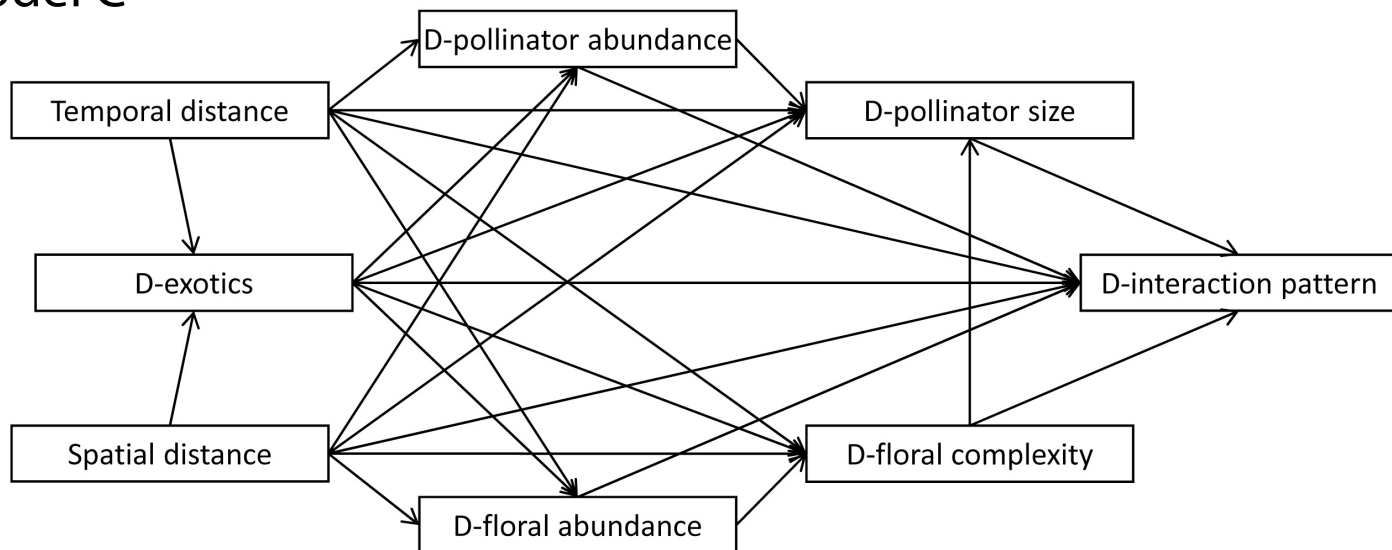 D-pollinator abundance
Temporal distance
D-pollinator size
D-exotics
D-interaction pattern
Spatial distance
D-floral complexity
D-floral abundance